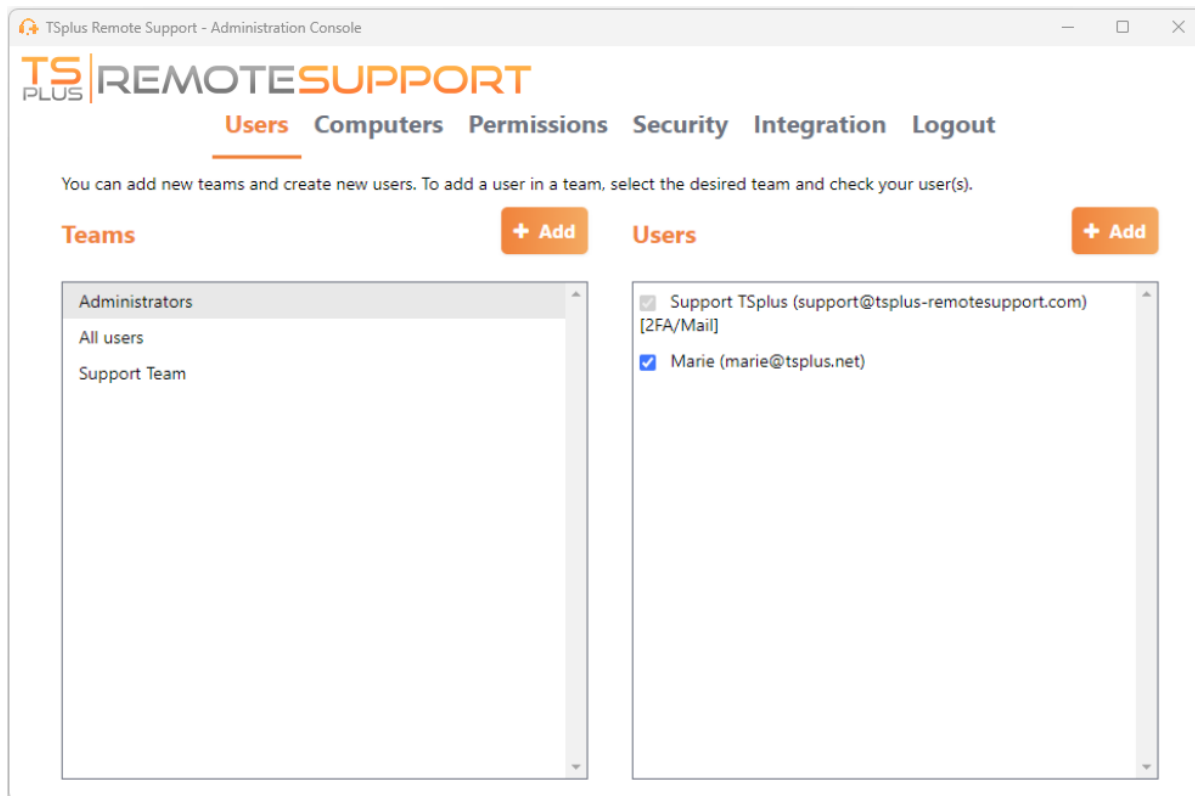 TSplus Remote Support - Administration Console
TS PLUS REMOTESUPPORT
Users Computers Permissions Security Integration Logout
You can add new teams and create new users. To add a user in a team, select the desired team and check your user(s).
Teams
+ Add
Users
+ Add
Administrators
All users
Support Team
Support TSplus (support@tsplus-remotesupport.com)
[2FA/Mail]
Marie (marie@tsplus.net)